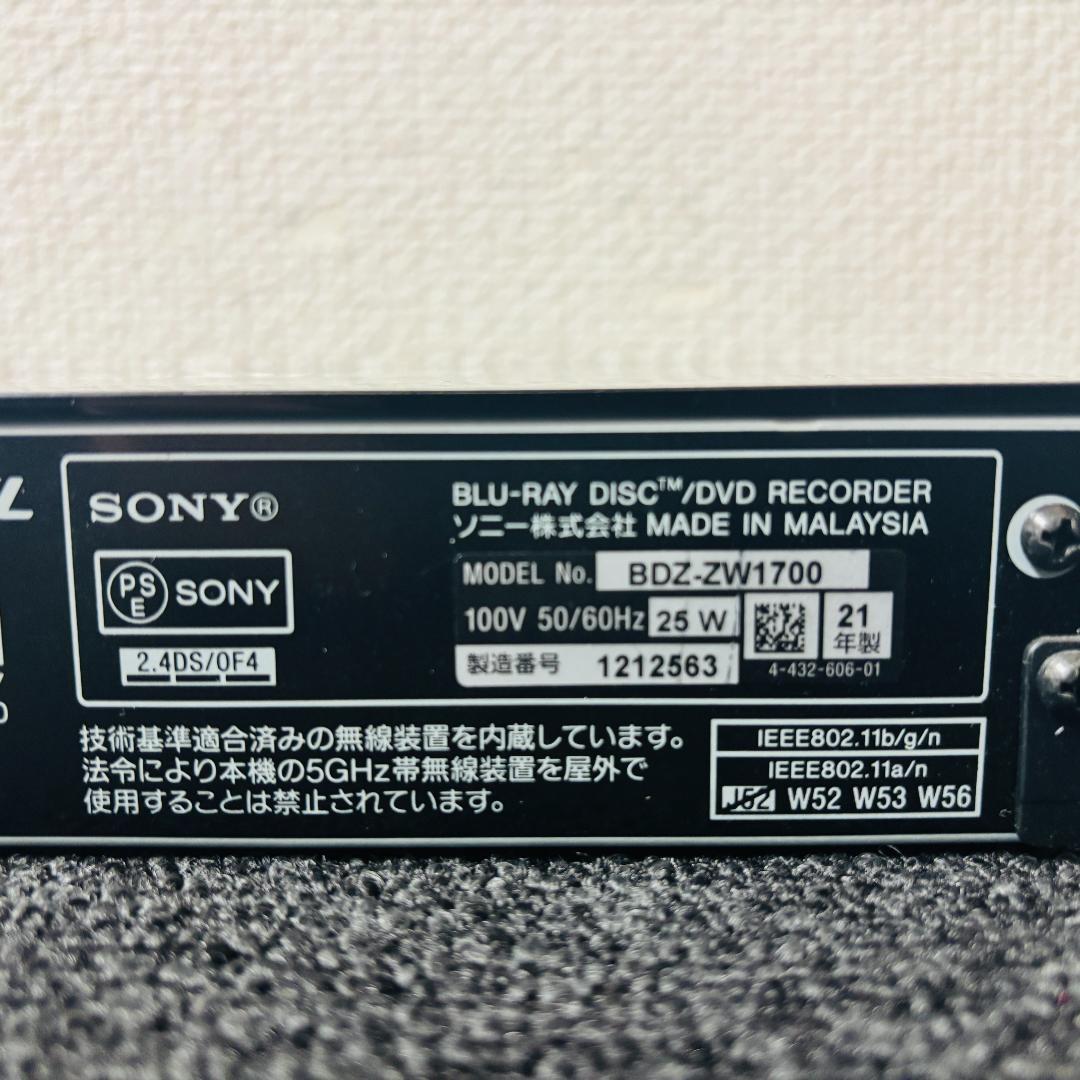 SONY®
BLU-RAY DISC™/DVD RECORDER
ソニー株式会社 MADE IN MALAYSIA
PSE SONY
MODEL No. BDZ-ZW1700
100V 50/60Hz 25 W
21
年製
2.4DS/OF4
製造番号 1212563
4-432-606-01
技術基準適合済みの無線装置を内蔵しています。
法令により本機の5GHz帯無線装置を屋外で
使用することは禁止されています。
IEEE802.11b/g/n
IEEE802.11a/n
J52 W52 W53 W56